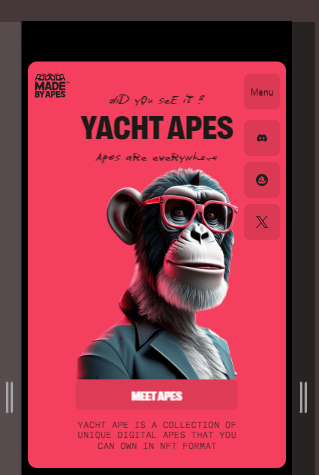 MADE
BY APES
Menu
diD yOu seE iT ?
YACHT APES
Apes aRe eveRywhere
MEET APES
YACHT APE IS A COLLECTION OF
UNIQUE DIGITAL APES THAT YOU
CAN OWN IN NFT FORMAT